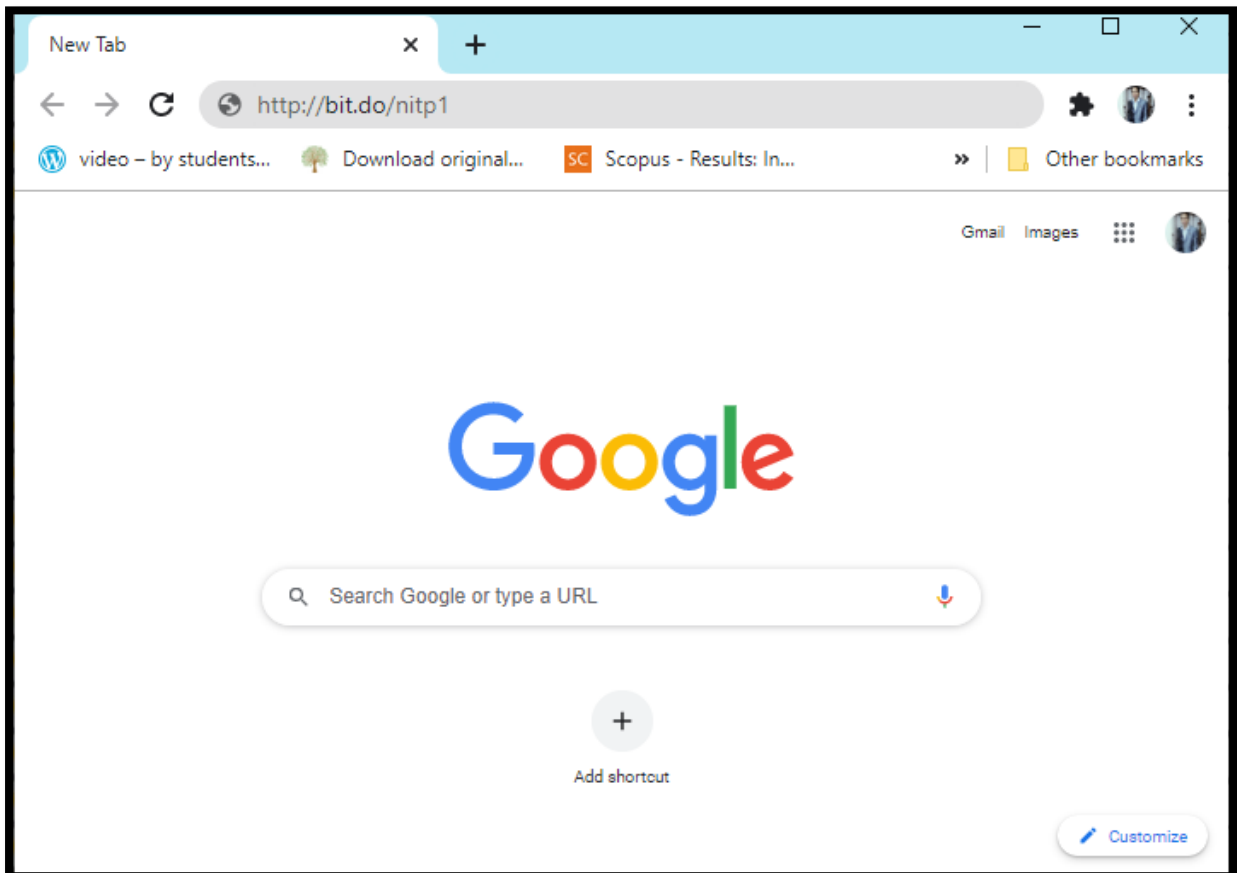 New Tab
http://bit.do/nitp1
video – by students... Download original... SC Scopus - Results: In... » Other bookmarks
Gmail Images
Google
Search Google or type a URL
Add shortcut
Customize